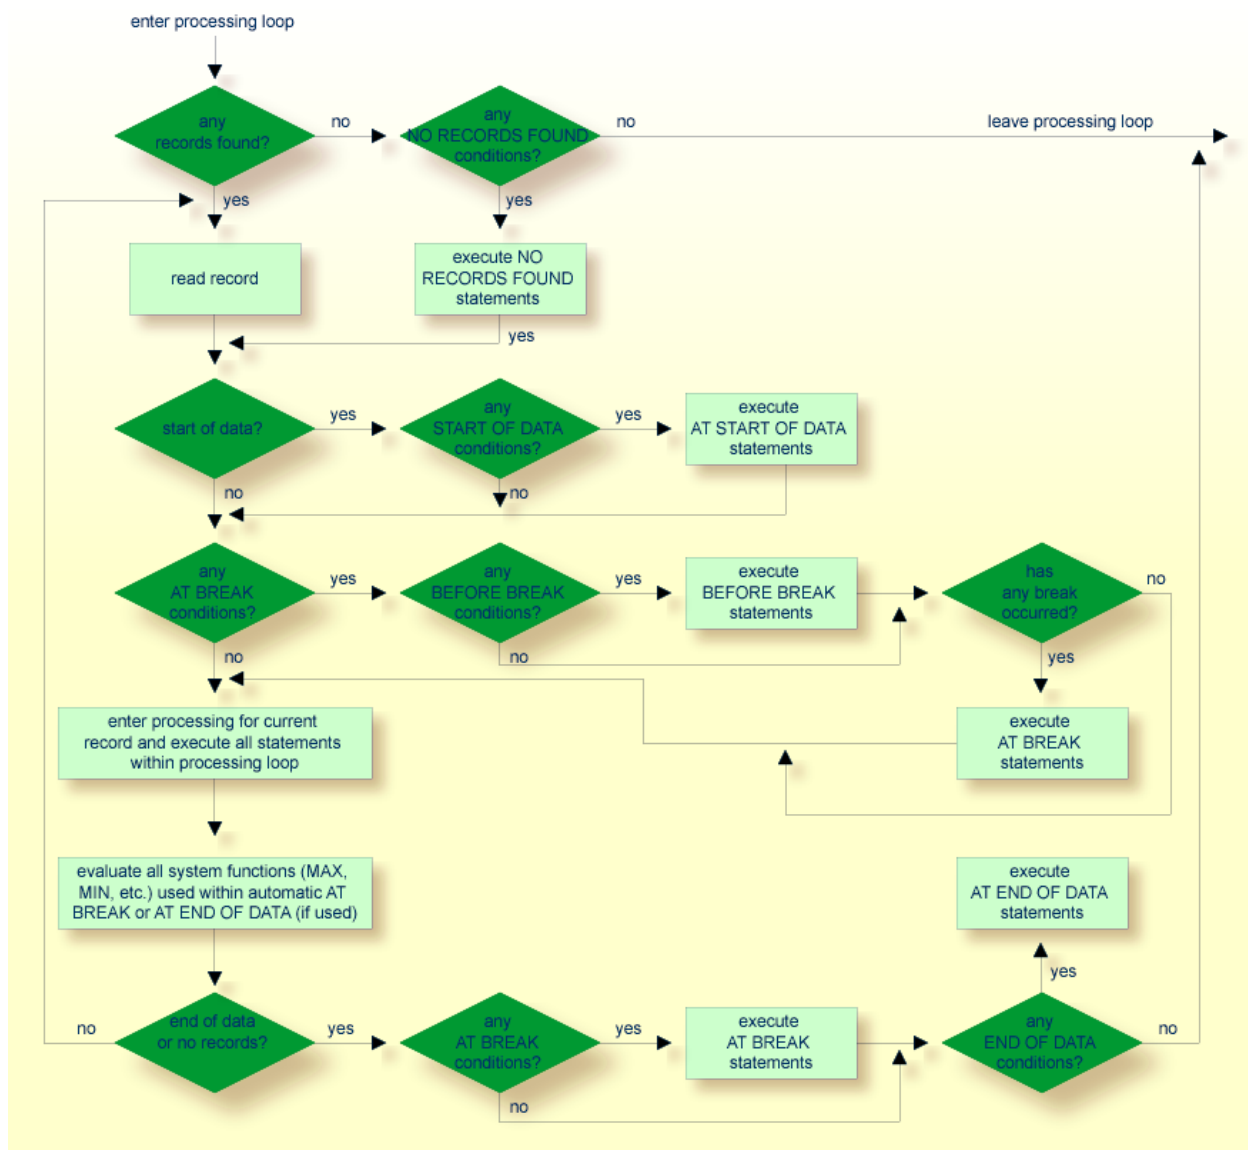 enter processing loop
any
records found?
no
any
NO RECORDS FOUND
conditions?
no
leave processing loop
yes
yes
read record
execute NO
RECORDS FOUND
statements
yes
start of data?
yes
any
START OF DATA
conditions?
yes
execute
AT START OF DATA
statements
no
no
any
AT BREAK
conditions?
yes
any
BEFORE BREAK
conditions?
yes
execute
BEFORE BREAK
statements
has
any break
occurred?
no
no
no
yes
enter processing for current
record and execute all statements
within processing loop
execute
AT BREAK
statements
evaluate all system functions (MAX,
MIN, etc.) used within automatic AT
BREAK or AT END OF DATA (if used)
execute
AT END OF DATA
statements
yes
no
end of data
or no records?
yes
any
AT BREAK
conditions?
yes
execute
AT BREAK
statements
any
END OF DATA
conditions?
no
no